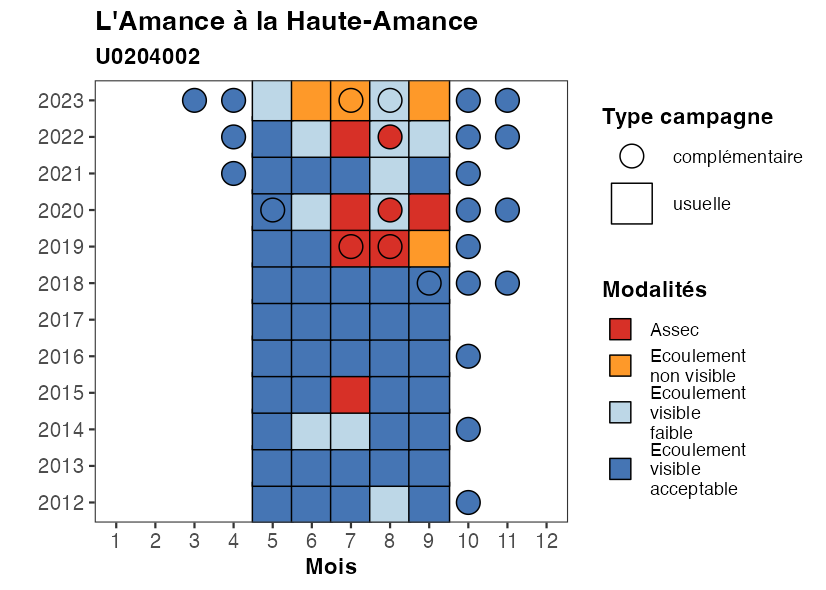 L'Amance à la Haute-Amance
U0204002
2023
2022
2021
2020
2019
2018
2017
2016
2015
2014
2013
2012
1 2 3 4 5 6 7 8 9 10 11 12
Mois
Type campagne
complémentaire
usuelle
Modalités
Assec
Ecoulement
non visible
Ecoulement
visible
faible
Ecoulement
visible
acceptable